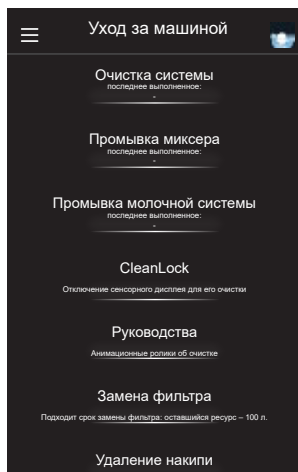 Уход за машиной
Очистка системы
последнее выполненное:
-
Промывка миксера
последнее выполненное:
-
Промывка молочной системы
последнее выполненное:
-
CleanLock
Отключение сенсорного дисплея для его очистки
Руководства
Анимационные ролики об очистке
Замена фильтра
Подходит срок замены фильтра: оставшийся ресурс – 100 л.
Удаление накипи